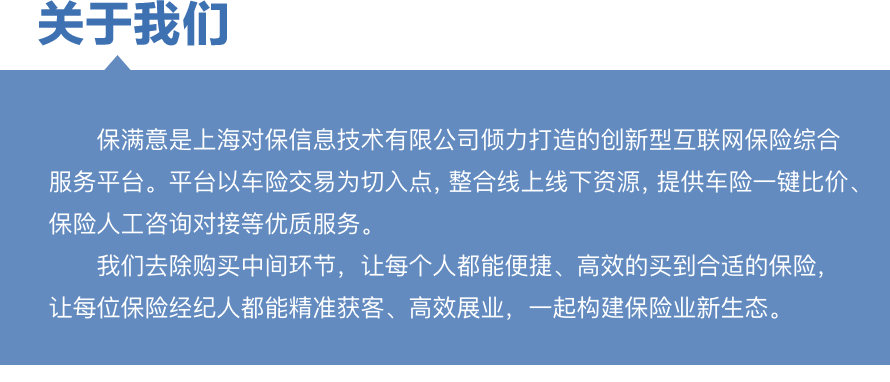 关于我们
保满意是上海对保信息技术有限公司倾力打造的创新型互联网保险综合
服务平台。平台以车险交易为切入点，整合线上线下资源，提供车险一键比价、
保险人工咨询对接等优质服务。
我们去除购买中间环节，让每个人都能便捷、高效的买到合适的保险，
让每位保险经纪人都能精准获客、高效展业，一起构建保险业新生态。